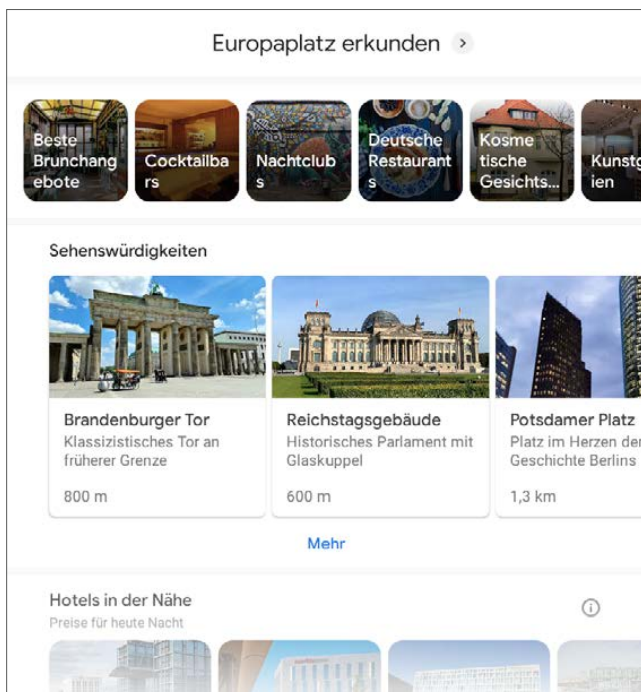 Europaplatz erkunden
Beste
Brunchang
ebote
Cocktailba
rs
Nachtclub
s
Deutsche
Restaurant
s
Kosme
tische
Gesichts...
Kunstg
ien
Sehenswürdigkeiten
Brandenburger Tor
Klassizistisches Tor an
früherer Grenze
800 m
Reichstagsgebäude
Historisches Parlament mit
Glaskuppel
600 m
Potsdamer Platz
Platz im Herzen der
Geschichte Berlins
1,3 km
Mehr
Hotels in der Nähe
Preise für heute Nacht